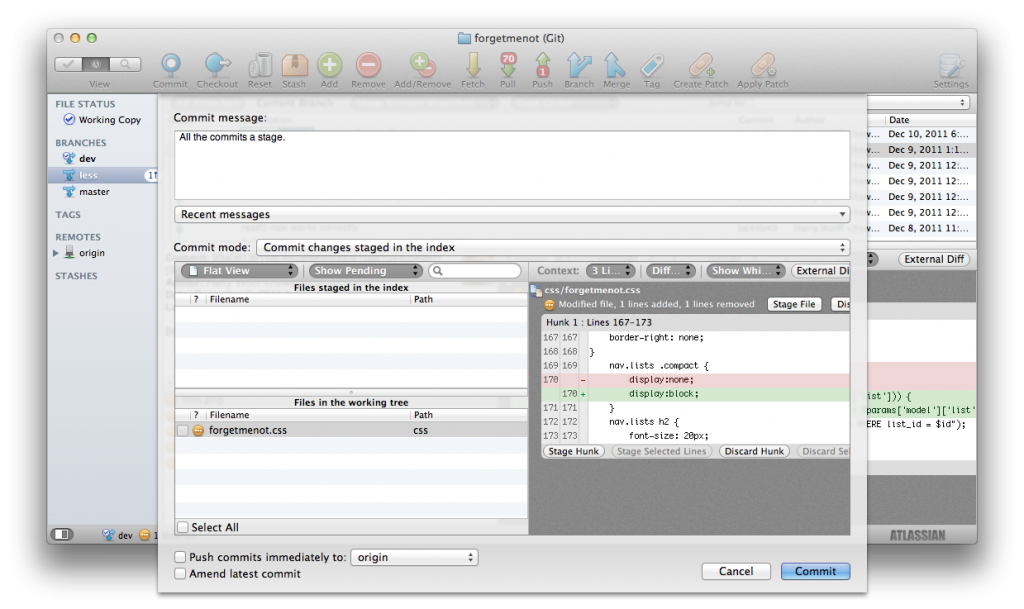 forgetmenot (Git)
View
Commit Checkout Reset Stash Add Remove Add/Remove Fetch 70 Pull 1 Push Branch Merge Tag Create Patch Apply Patch Settings
FILE STATUS
Working Copy
BRANCHES
dev
less 1↑
master
TAGS
REMOTES
origin
STASHES
Commit message:
All the commits a stage.
Recent messages
Commit mode: Commit changes staged in the index
Flat View Show Pending
Files staged in the index
? Filename Path
Files in the working tree
? Filename Path
forgetmenot.css css
Select All
Context: 3 Li... Diff... Show Whi... External Di
css/forgetmenot.css
Modified file, 1 lines added, 1 lines removed Stage File Dis
Hunk 1 : Lines 167-173
167 167 border-right: none;
168 168 }
169 169 nav.lists .compact {
170 - display:none;
170 + display:block;
171 171 }
172 172 nav.lists h2 {
173 173 font-size: 20px;
Stage Hunk Stage Selected Lines Discard Hunk Discard Se
Push commits immediately to: origin
Amend latest commit
Cancel Commit
Date
w... Dec 10, 2011 6:...
v... Dec 9, 2011 1:1...
v... Dec 9, 2011 12:...
v... Dec 9, 2011 12:...
w... Dec 9, 2011 12:...
w... Dec 9, 2011 12:...
w... Dec 8, 2011 11:...
External Diff
ist'])) {
params['model']['list'
ERE list_id = $id");
dev 1
ATLASSIAN